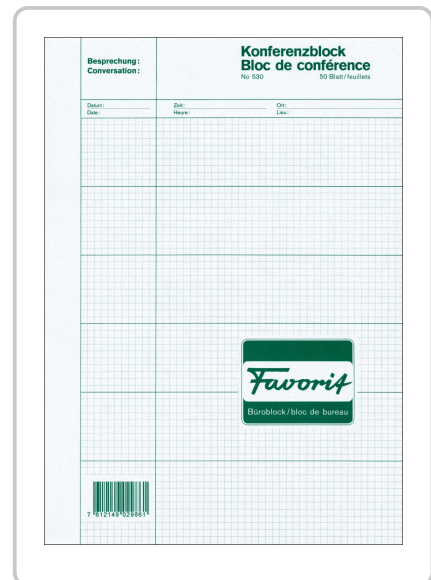 Besprechung:
Conversation:
Konferenzblock
Bloc de conférence
No 530 50 Blatt/feuillets
Datum: Zeit: Ort:
Date: Heure: Lieu:
Favorit
Büroblock/bloc de bureau
7 612149 029861